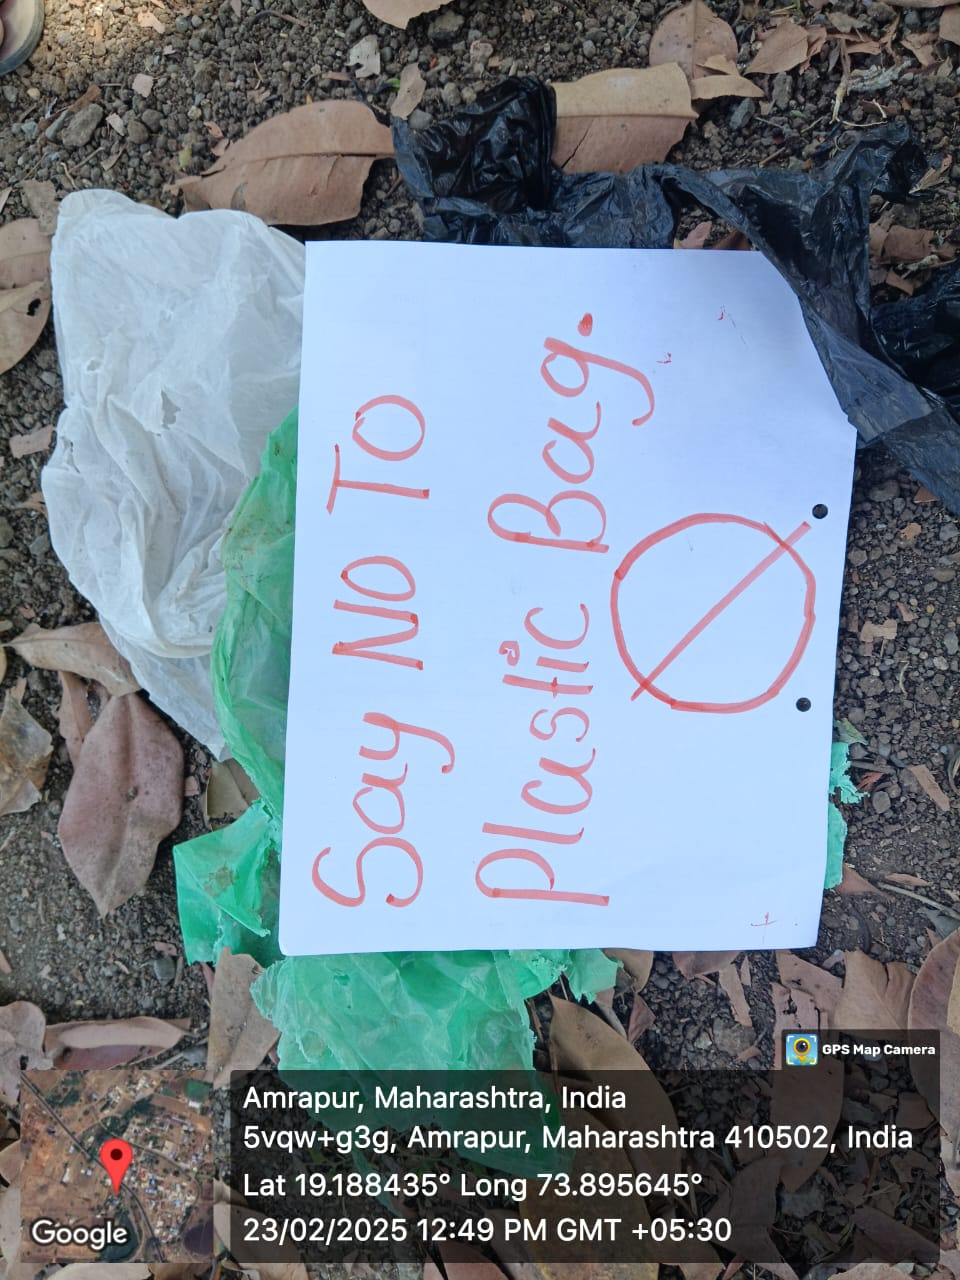 Say No To
Plastic Bag.
GPS Map Camera
Amrapur, Maharashtra, India
5vqw+g3g, Amrapur, Maharashtra 410502, India
Lat 19.188435° Long 73.895645°
23/02/2025 12:49 PM GMT +05:30
Google